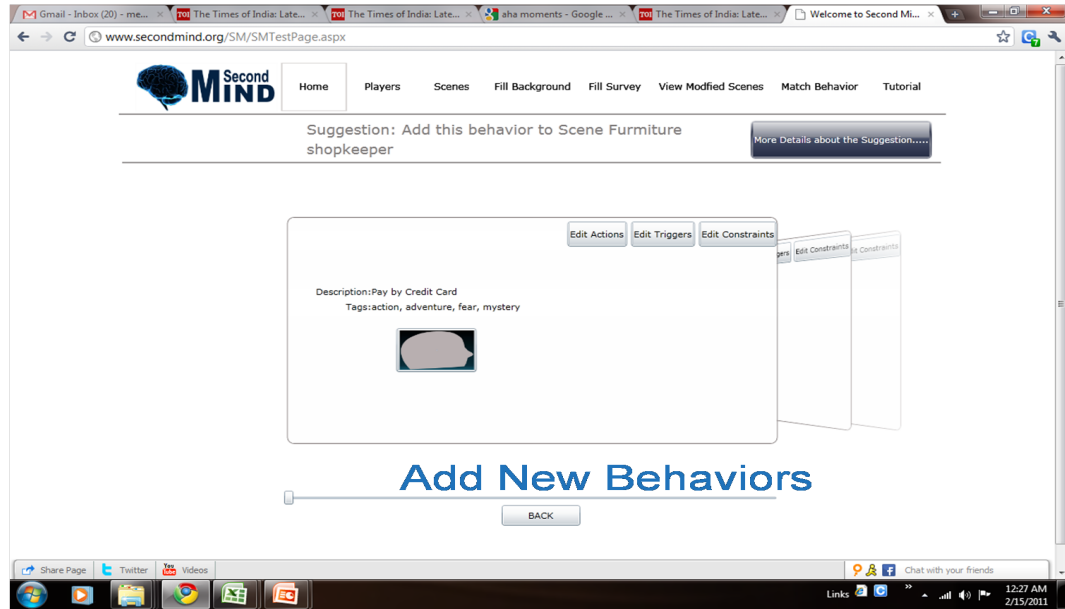 Gmail - Inbox (20) - me... The Times of India: Late... The Times of India: Late... aha moments - Google ... The Times of India: Late... Welcome to Second Mi...
www.secondmind.org/SM/SMTestPage.aspx
Second
MIND
Home Players Scenes Fill Background Fill Survey View Modfied Scenes Match Behavior Tutorial
Suggestion: Add this behavior to Scene Furmiture
shopkeeper
More Details about the Suggestion.....
Edit Actions Edit Triggers Edit Constraints
gers Edit Constraints it Constraints
Description:Pay by Credit Card
Tags:action, adventure, fear, mystery
Add New Behaviors
BACK
Share Page Twitter You Tube Videos Chat with your friends
Links 12:27 AM
2/15/2011